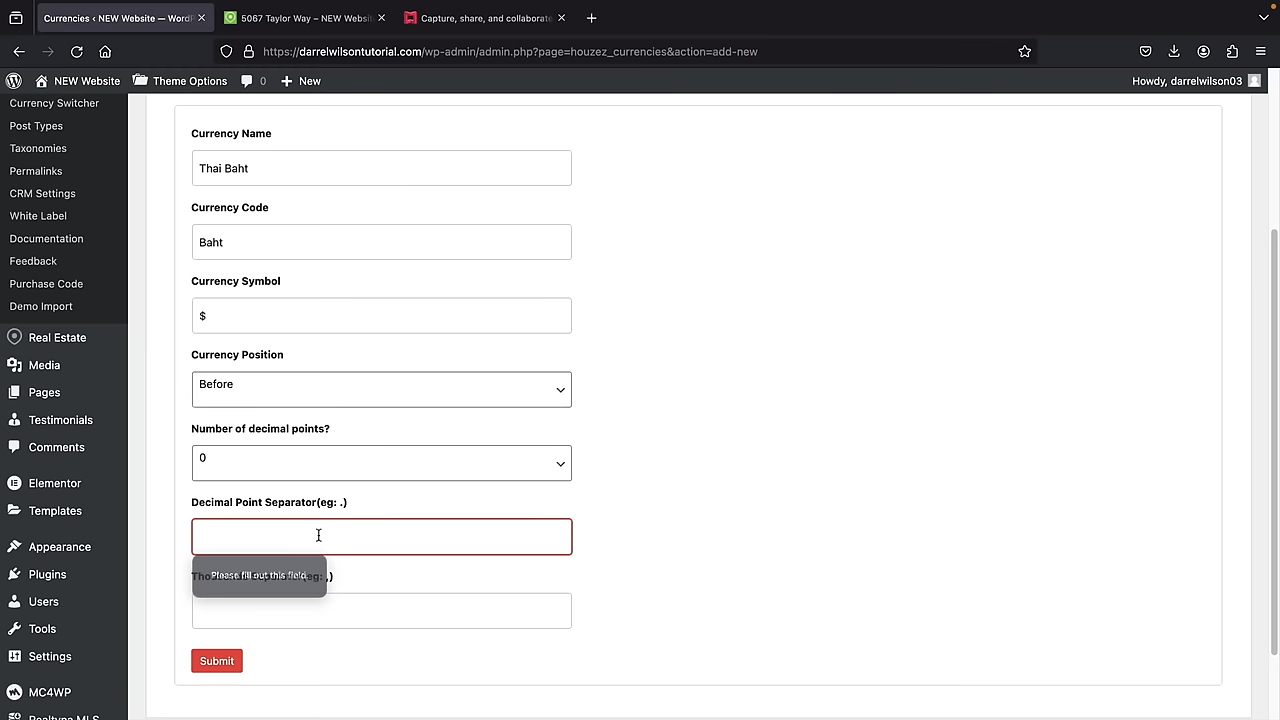 Currencies ‹ NEW Website — WordP
5067 Taylor Way – NEW Websit
Capture, share, and collaborate
https://darrelwilsontutorial.com/wp-admin/admin.php?page=houzez_currencies&action=add-new
NEW Website
Theme Options
0
New
Howdy, darrelwilson03
Currency Switcher
Post Types
Taxonomies
Permalinks
CRM Settings
White Label
Documentation
Feedback
Purchase Code
Demo Import
Real Estate
Media
Pages
Testimonials
Comments
Elementor
Templates
Appearance
Plugins
Users
Tools
Settings
MC4WP
Realtyna MLS
Currency Name
Thai Baht
Currency Code
Baht
Currency Symbol
$
Currency Position
Before
Number of decimal points?
0
Decimal Point Separator(eg: .)
Please fill out this field.
(eg: ,)
Submit